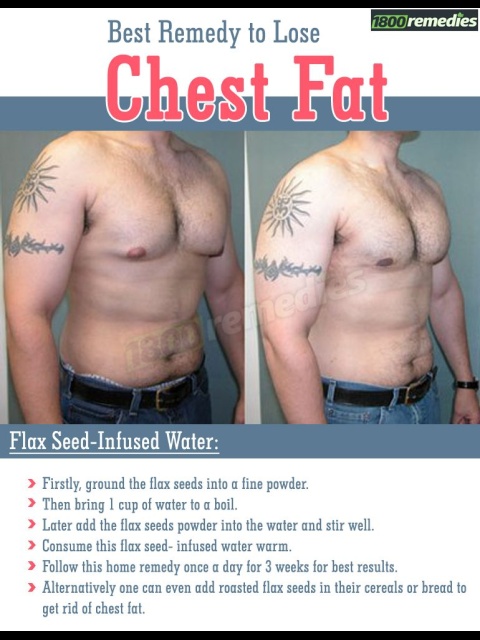 1800remedies
Best Remedy to Lose
Chest Fat
1800remedies
Flax Seed-Infused Water:
Firstly, ground the flax seeds into a fine powder.
Then bring 1 cup of water to a boil.
Later add the flax seeds powder into the water and stir well.
Consume this flax seed- infused water warm.
Follow this home remedy once a day for 3 weeks for best results.
Alternatively one can even add roasted flax seeds in their cereals or bread to
get rid of chest fat.